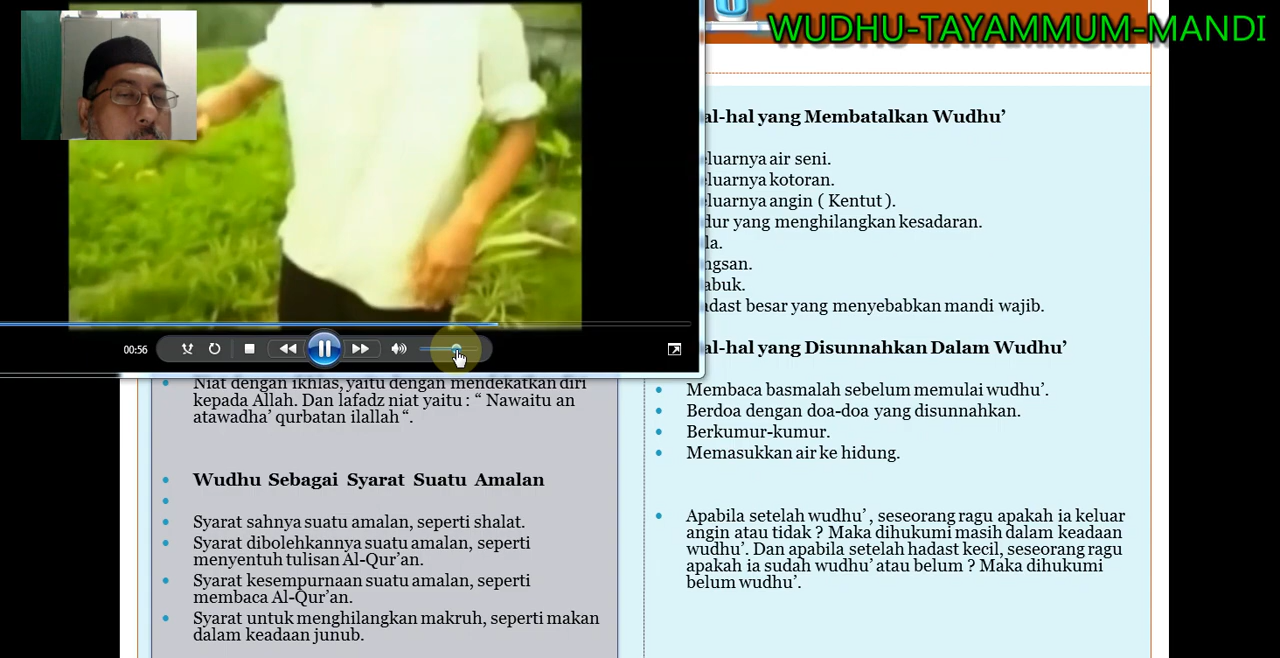 WUDHU-TAYAMMUM-MANDI
al-hal yang Membatalkan Wudhu’
eluarnya air seni.
eluarnya kotoran.
eluarnya angin ( Kentut ).
dur yang menghilangkan kesadaran.
la.
ngsan.
abuk.
adast besar yang menyebabkan mandi wajib.
al-hal yang Disunnahkan Dalam Wudhu’
Membaca basmalah sebelum memulai wudhu’.
Berdoa dengan doa-doa yang disunnahkan.
Berkumur-kumur.
Memasukkan air ke hidung.
Apabila setelah wudhu’ , seseorang ragu apakah ia keluar
angin atau tidak ? Maka dihukumi masih dalam keadaan
wudhu’. Dan apabila setelah hadast kecil, seseorang ragu
apakah ia sudah wudhu’ atau belum ? Maka dihukumi
belum wudhu’.
00:56
Niat dengan ikhlas, yaitu dengan mendekatkan diri
kepada Allah. Dan lafadz niat yaitu : “ Nawaitu an
atawadha’ qurbatan ilallah “.
Wudhu Sebagai Syarat Suatu Amalan
Syarat sahnya suatu amalan, seperti shalat.
Syarat dibolehkannya suatu amalan, seperti
menyentuh tulisan Al-Qur’an.
Syarat kesempurnaan suatu amalan, seperti
membaca Al-Qur’an.
Syarat untuk menghilangkan makruh, seperti makan
dalam keadaan junub.